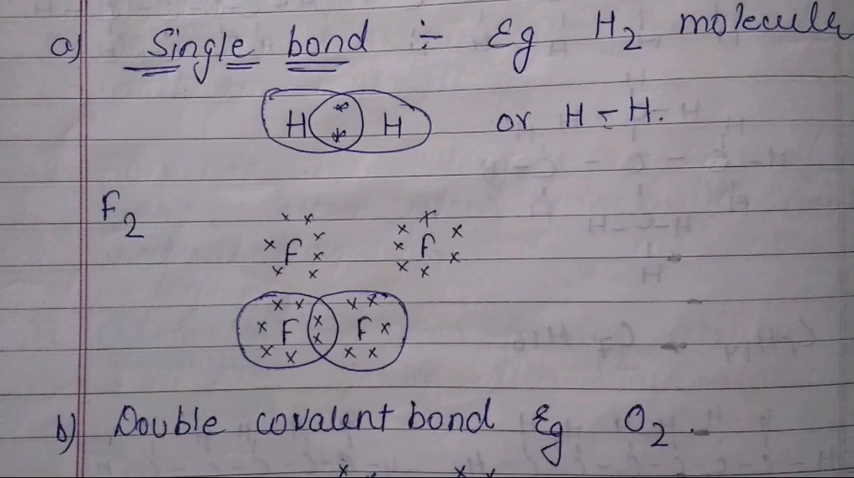 a) Single bond ÷ Eg H2 molecule
H x x H or H - H.
F2
x x
x F x x x
x x
x x
x x F x
x x x
x x x x
x F x x F x
x x x x
b) Double covalent bond Eg O2.